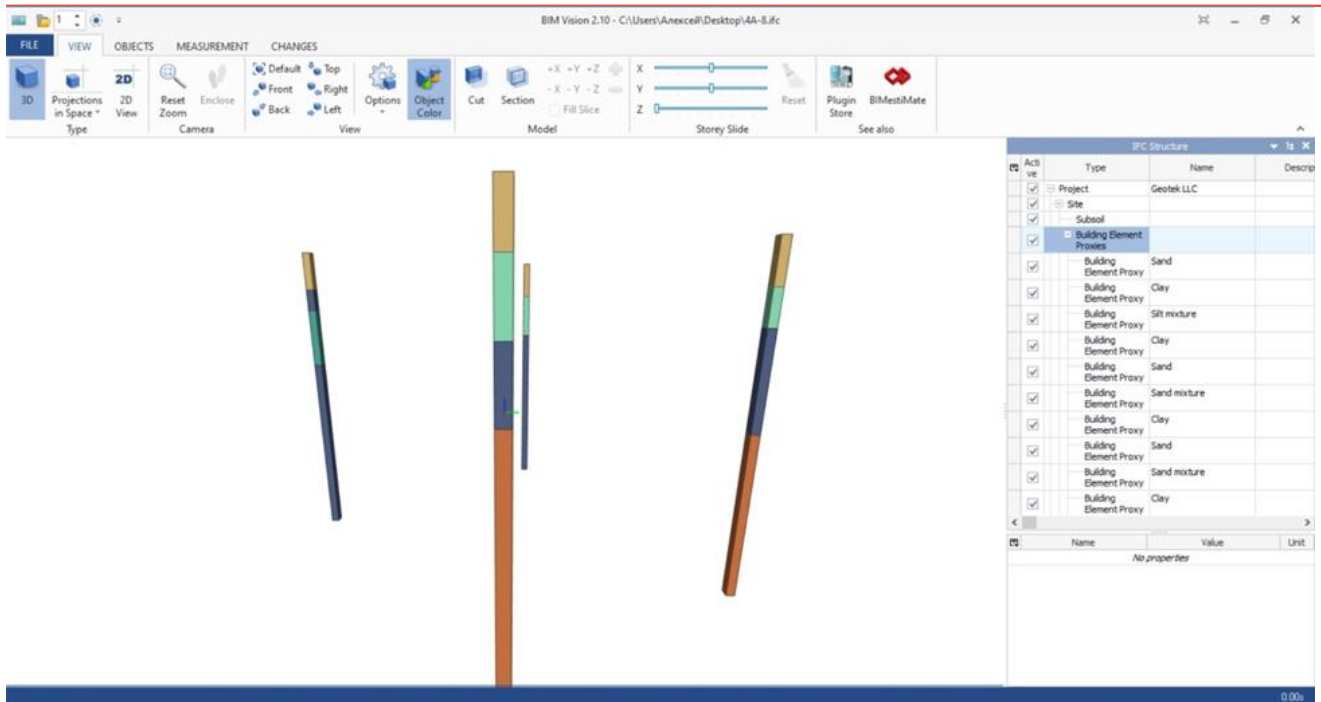 1
BIM Vision 2.10 - C:\Users\Алексей\Desktop\4A-8.ifc
FILE VIEW OBJECTS MEASUREMENT CHANGES
3D
Projections in Space
2D View
Type
Reset Zoom
Enclose
Camera
Default Top
Front Right
Back Left
Options
Object Color
View
Cut
Section
+X +Y +Z
-X -Y -Z
Fill Slice
Model
X
Y
Z
Reset
Storey Slide
Plugin Store
BIMestiMate
See also
IFC Structure
Active Type Name Descrip
Project Geotek LLC
Site
Subsoil
Building Element Proxies
Building Element Proxy Sand
Building Element Proxy Clay
Building Element Proxy Silt mixture
Building Element Proxy Clay
Building Element Proxy Sand
Building Element Proxy Sand mixture
Building Element Proxy Clay
Building Element Proxy Sand
Building Element Proxy Sand mixture
Building Element Proxy Clay
Name Value Unit
No properties
0.00s